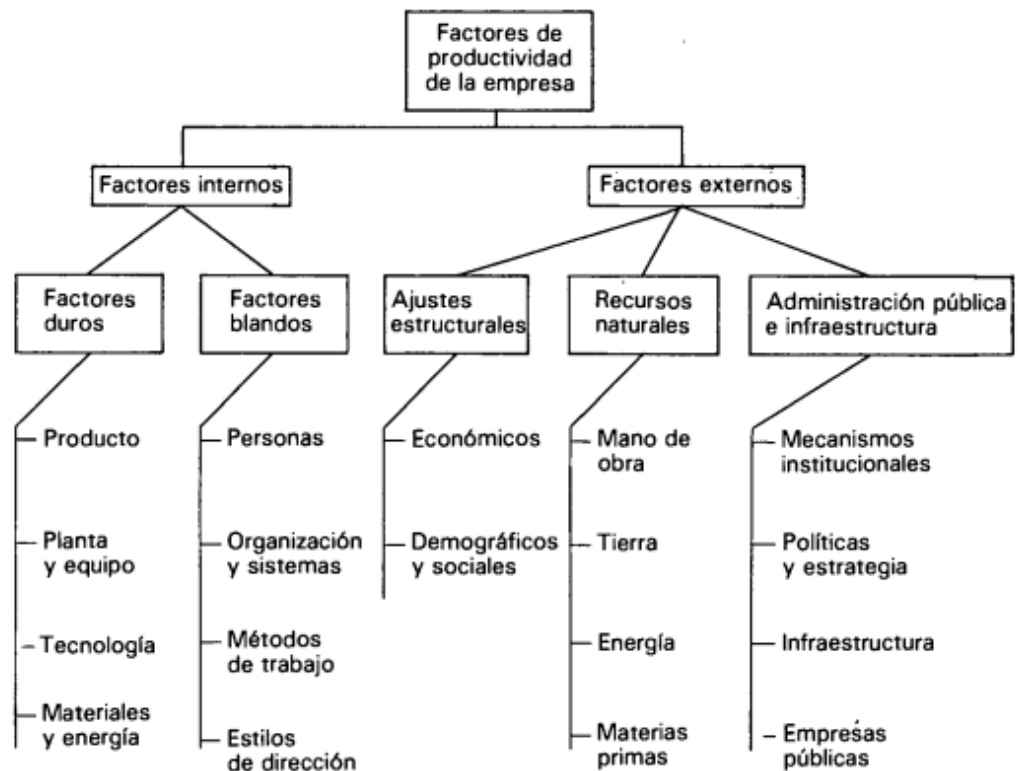 Factores de
productividad
de la empresa
Factores internos
Factores externos
Factores
duros
Factores
blandos
Ajustes
estructurales
Recursos
naturales
Administración pública
e infraestructura
Producto
Planta
y equipo
Tecnología
Materiales
y energía
Personas
Organización
y sistemas
Métodos
de trabajo
Estilos
de dirección
Económicos
Demográficos
y sociales
Mano de
obra
Tierra
Energía
Materias
primas
Mecanismos
institucionales
Políticas
y estrategia
Infraestructura
Empresas
públicas